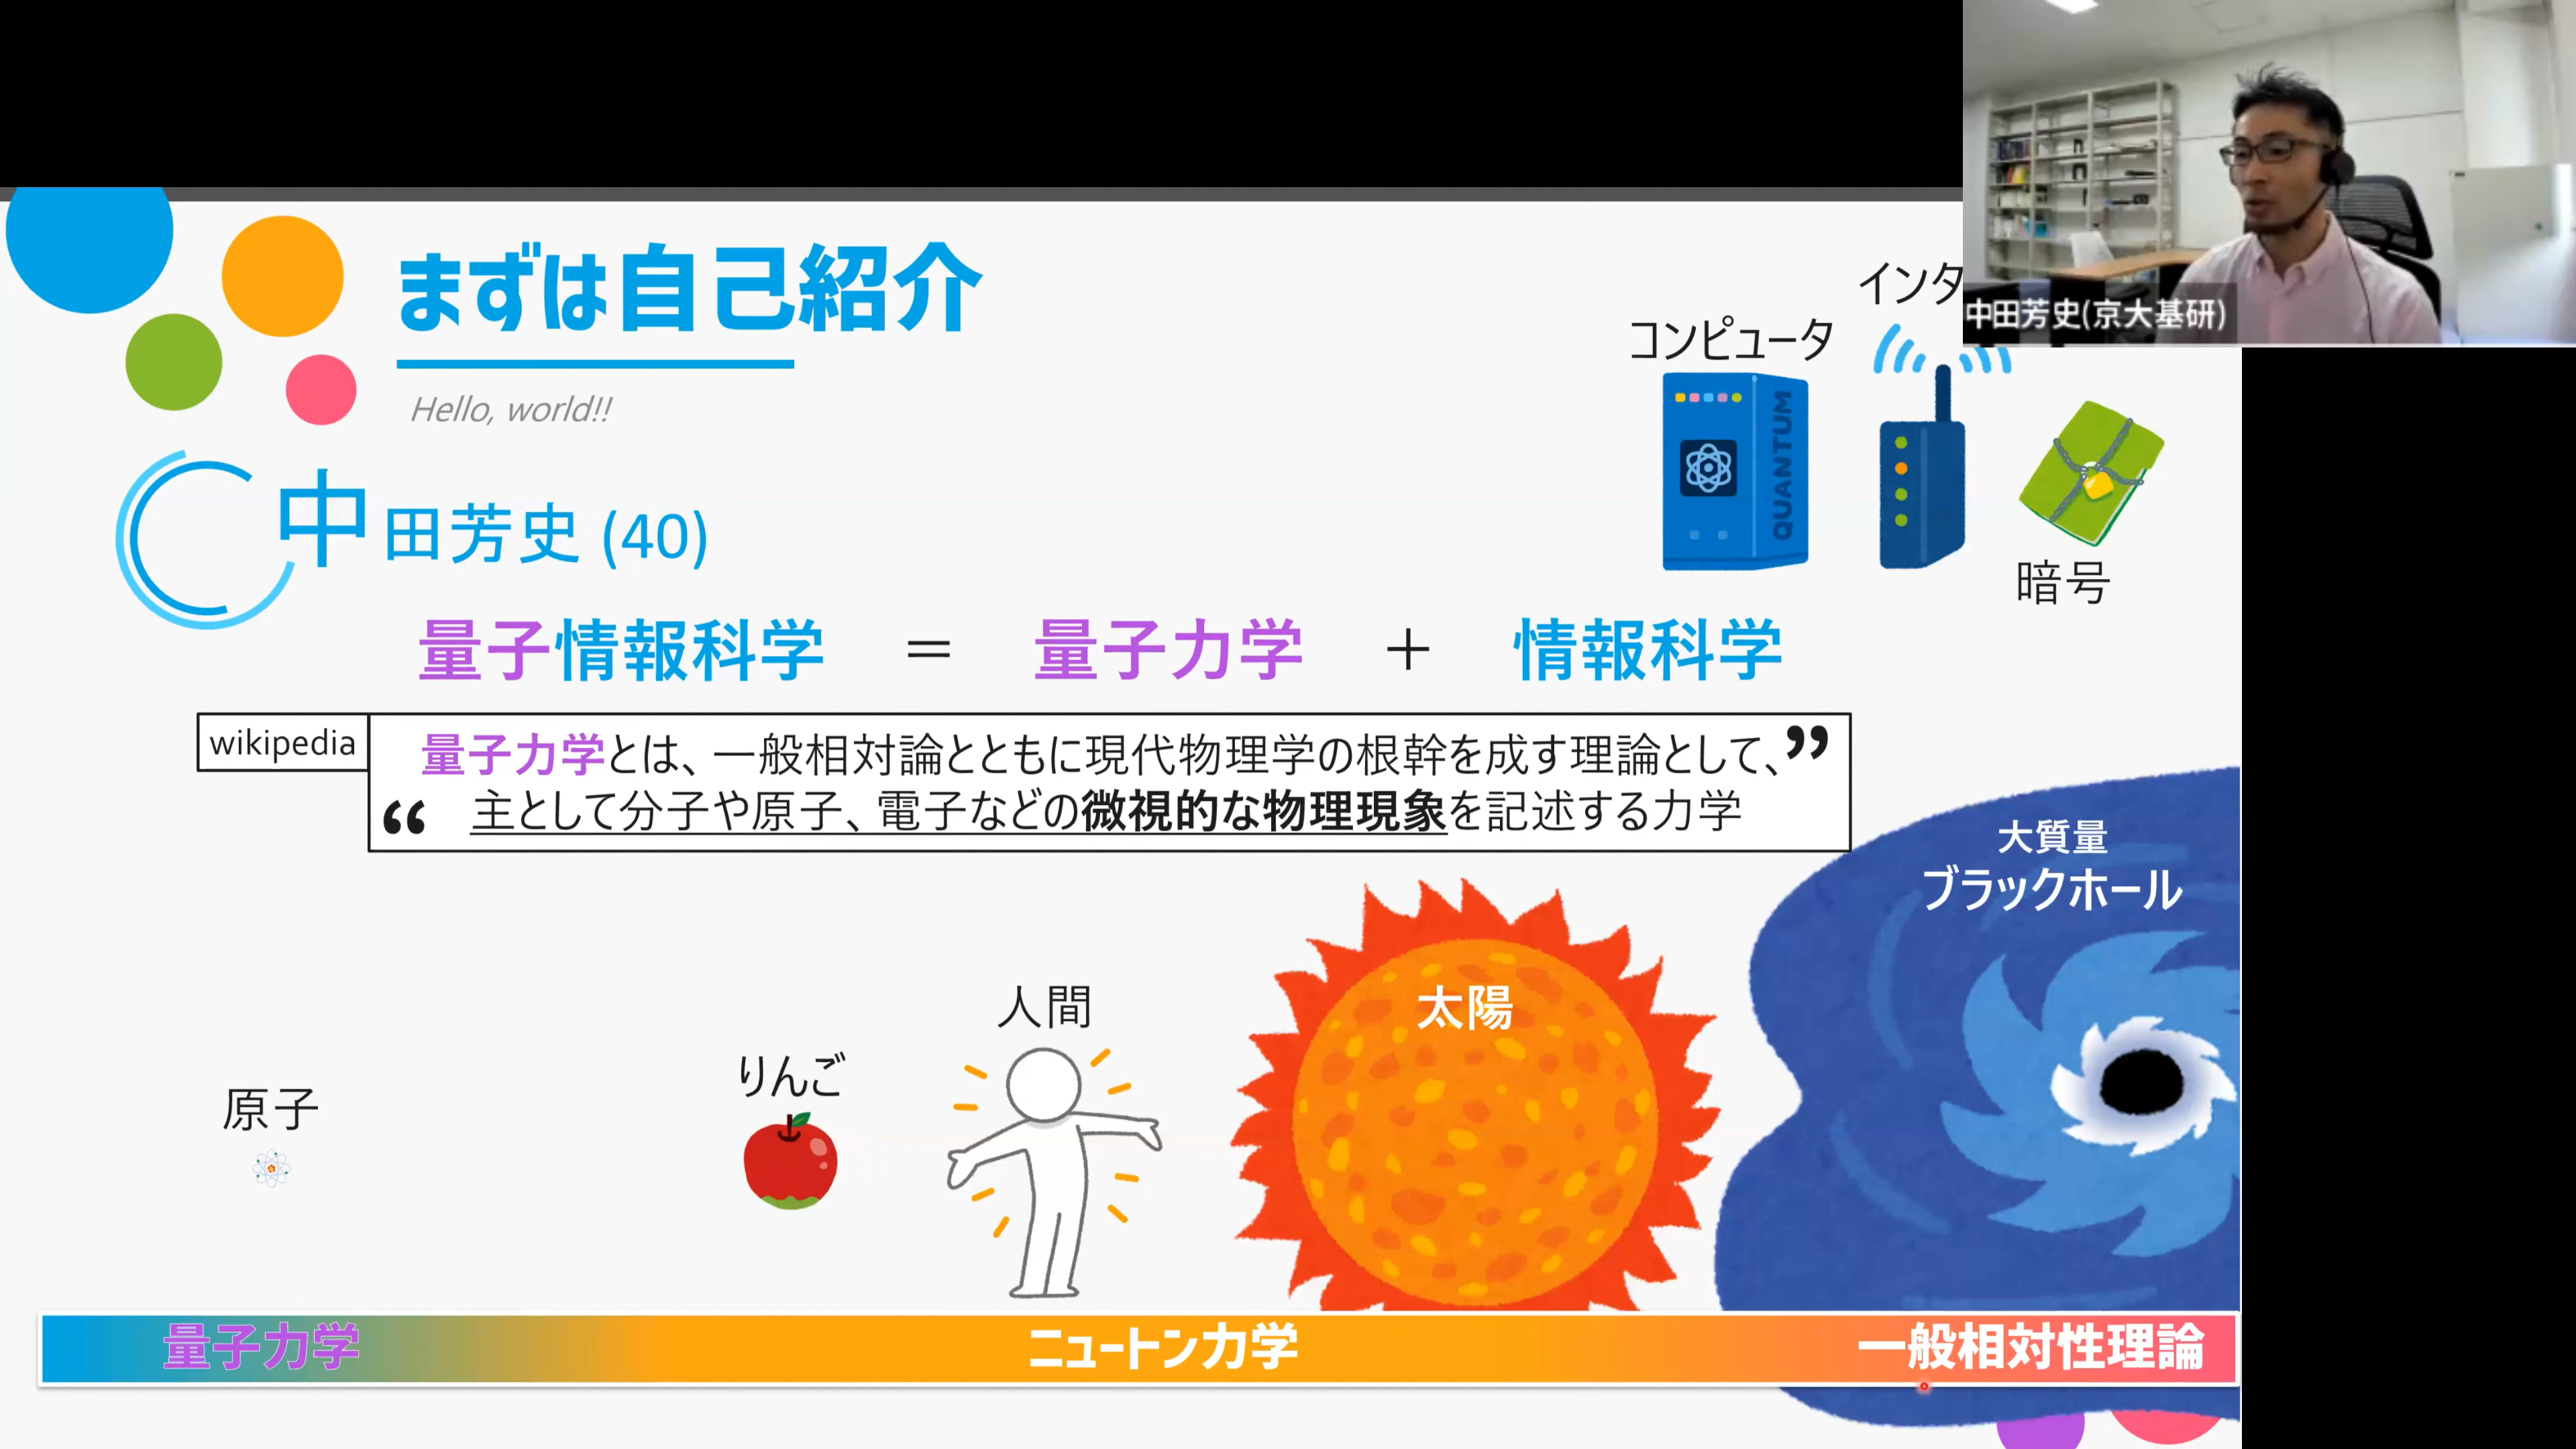 まずは自己紹介
Hello, world!!
中田芳史 (40)
コンピュータ
インタ
中田芳史(京大基研)
QUANTUM
暗号
量子情報科学 = 量子力学 + 情報科学
wikipedia
量子力学とは、一般相対論とともに現代物理学の根幹を成す理論として、”
“ 主として分子や原子、電子などの微視的な物理現象を記述する力学
大質量
ブラックホール
太陽
人間
りんご
原子
量子力学 ニュートン力学 一般相対性理論